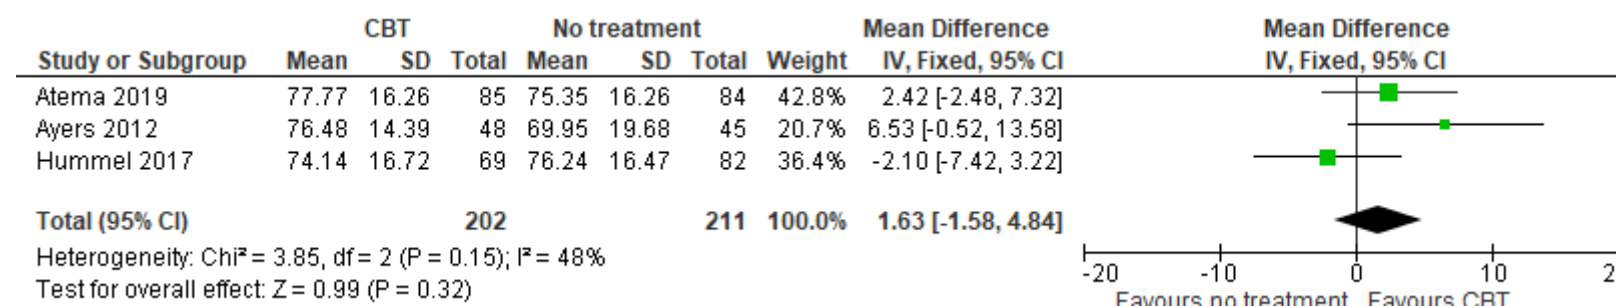 CBT No treatment Mean Difference Mean Difference
Study or Subgroup Mean SD Total Mean SD Total Weight IV, Fixed, 95% CI IV, Fixed, 95% CI
Atema 2019 77.77 16.26 85 75.35 16.26 84 42.8% 2.42 [-2.48, 7.32]
Ayers 2012 76.48 14.39 48 69.95 19.68 45 20.7% 6.53 [-0.52, 13.58]
Hummel 2017 74.14 16.72 69 76.24 16.47 82 36.4% -2.10 [-7.42, 3.22]
Total (95% CI) 202 211 100.0% 1.63 [-1.58, 4.84]
Heterogeneity: Chi² = 3.85, df = 2 (P = 0.15); I² = 48%
Test for overall effect: Z = 0.99 (P = 0.32)
-20 -10 0 10
Favours no treatment Favours CBT